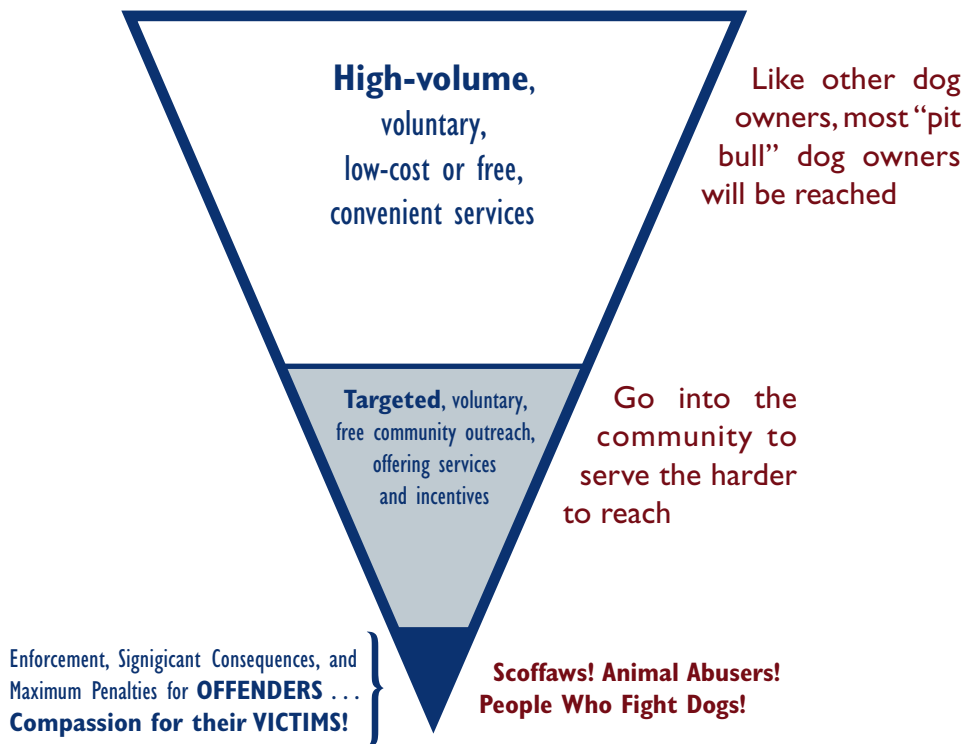 High-volume,
voluntary,
low-cost or free,
convenient services
Like other dog
owners, most “pit
bull” dog owners
will be reached
Targeted, voluntary,
free community outreach,
offering services
and incentives
Go into the
community to
serve the harder
to reach
Enforcement, Signigicant Consequences, and
Maximum Penalties for OFFENDERS . . .
Compassion for their VICTIMS!
Scoffaws! Animal Abusers!
People Who Fight Dogs!